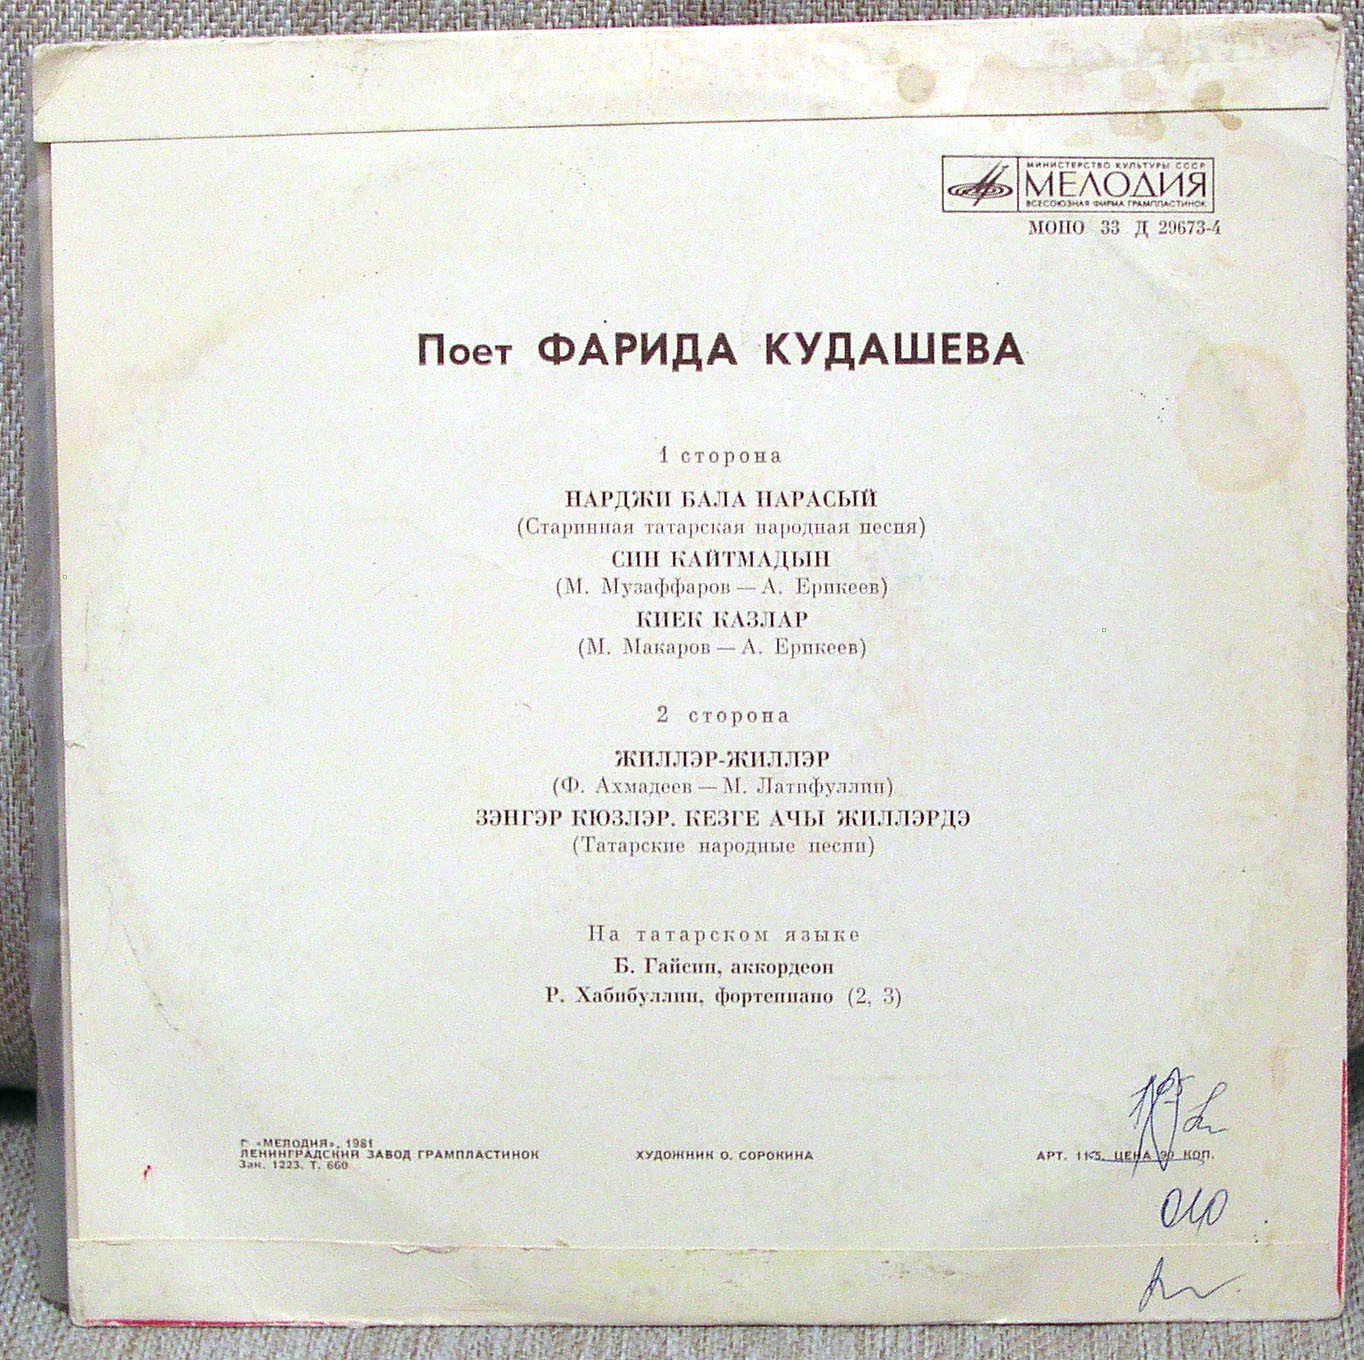 МИНИСТЕРСТВО КУЛЬТУРЫ СССР
МЕЛОДИЯ
ВСЕСОЮЗНАЯ ФИРМА ГРАМПЛАСТИНОК
МОНО 33 Д 29673-4
Поет ФАРИДА КУДАШЕВА
1 сторона
НАРДЖИ БАЛА НАРАСЫЙ
(Старинная татарская народная песня)
СИН КАЙТМАДЫН
(М. Музаффаров — А. Ерикеев)
КИЕК КАЗЛАР
(М. Макаров — А. Ерикеев)
2 сторона
ЖИЛЛЭР-ЖИЛЛЭР
(Ф. Ахмадеев — М. Латифуллин)
ЗЭНГЭР КЮЗЛЭР. КЕЗГЕ АЧЫ ЖИЛЛЭРДЭ
(Татарские народные песни)
На татарском языке
Б. Гайсин, аккордеон
Р. Хабибуллин, фортепиано (2, 3)
«МЕЛОДИЯ», 1981
ЛЕНИНГРАДСКИЙ ЗАВОД ГРАМПЛАСТИНОК
Зак. 1223. Т. 660
ХУДОЖНИК О. СОРОКИНА
АРТ. 11-5. ЦЕНА 90 КОП.